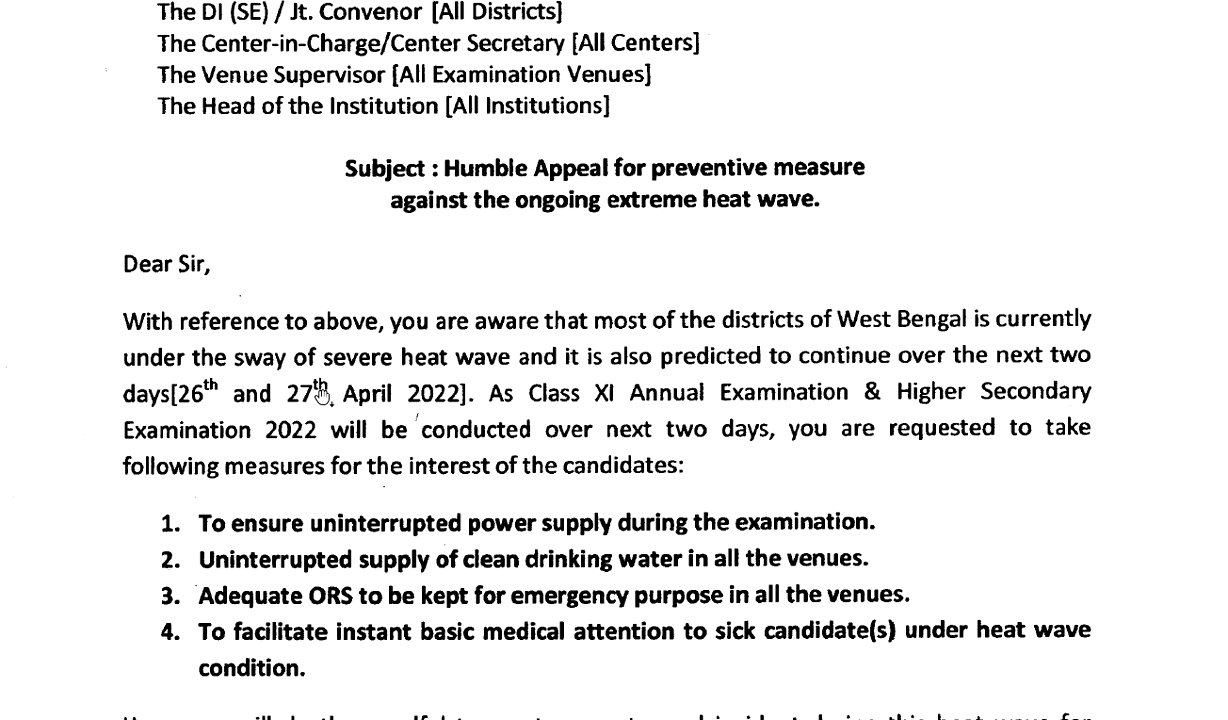 The DI (SE) / Jt. Convenor [All Districts]
The Center-in-Charge/Center Secretary [All Centers]
The Venue Supervisor [All Examination Venues]
The Head of the Institution [All Institutions]
Subject : Humble Appeal for preventive measure
against the ongoing extreme heat wave.
Dear Sir,
With reference to above, you are aware that most of the districts of West Bengal is currently
under the sway of severe heat wave and it is also predicted to continue over the next two
days[26th and 27th April 2022]. As Class XI Annual Examination & Higher Secondary
Examination 2022 will be conducted over next two days, you are requested to take
following measures for the interest of the candidates:
1. To ensure uninterrupted power supply during the examination.
2. Uninterrupted supply of clean drinking water in all the venues.
3. Adequate ORS to be kept for emergency purpose in all the venues.
4. To facilitate instant basic medical attention to sick candidate(s) under heat wave
condition.